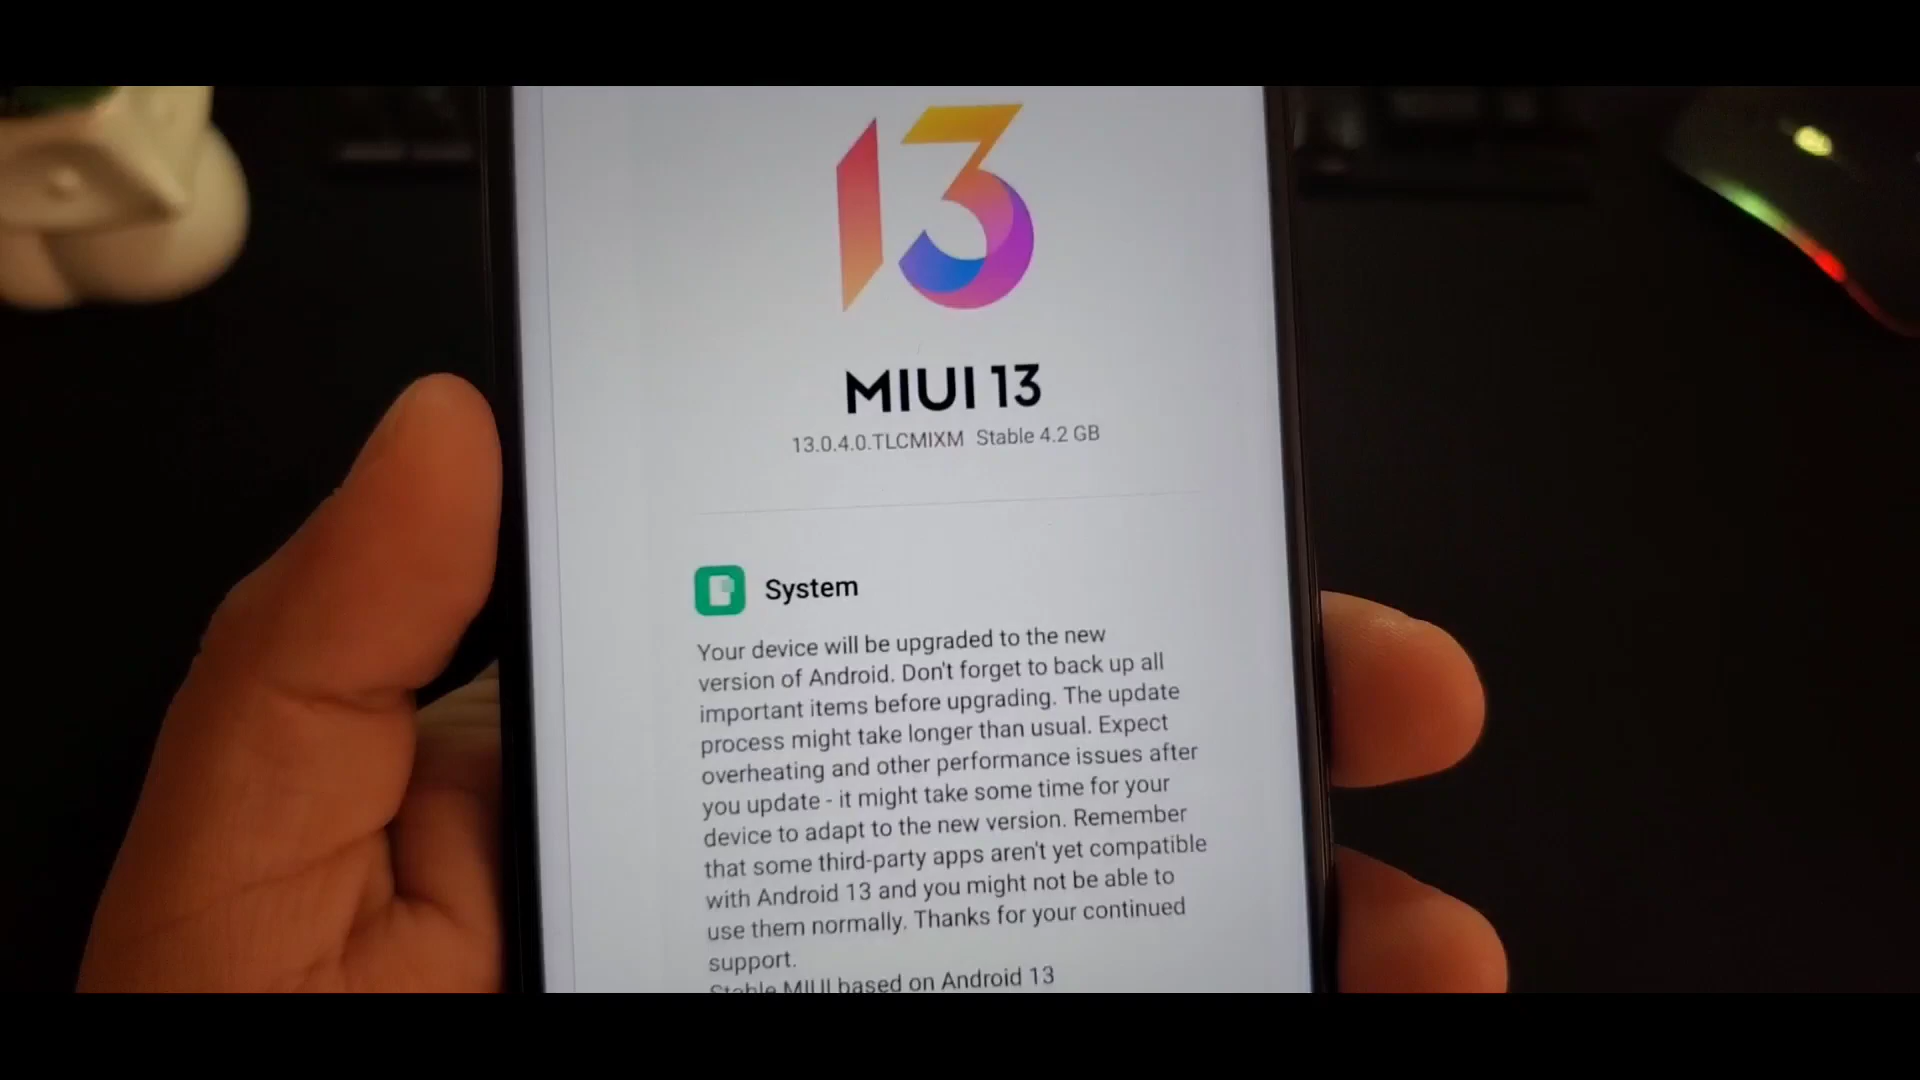 13
MIUI 13
13.0.4.0.TLCMIXM Stable 4.2 GB
System
Your device will be upgraded to the new
version of Android. Don't forget to back up all
important items before upgrading. The update
process might take longer than usual. Expect
overheating and other performance issues after
you update - it might take some time for your
device to adapt to the new version. Remember
that some third-party apps aren't yet compatible
with Android 13 and you might not be able to
use them normally. Thanks for your continued
support.
Stable MIUI based on Android 13